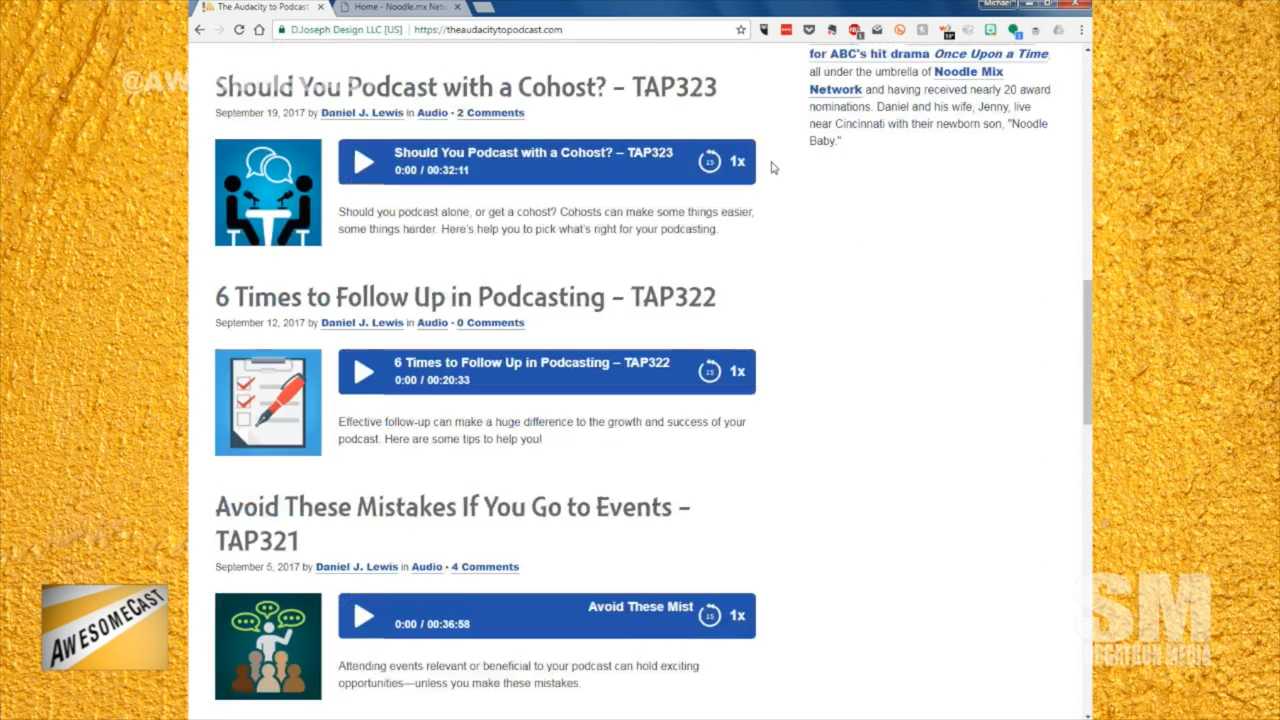 The Audacity to Podcast
Home - Noodle.mx Net
Michael
D.Joseph Design LLC [US]
https://theaudacitytopodcast.com
@AW
Should You Podcast with a Cohost? – TAP323
September 19, 2017 by Daniel J. Lewis in Audio · 2 Comments
Should You Podcast with a Cohost? – TAP323
0:00 / 00:32:11
15
1x
Should you podcast alone, or get a cohost? Cohosts can make some things easier,
some things harder. Here's help you to pick what's right for your podcasting.
6 Times to Follow Up in Podcasting – TAP322
September 12, 2017 by Daniel J. Lewis in Audio · 0 Comments
6 Times to Follow Up in Podcasting – TAP322
0:00 / 00:20:33
15
1x
Effective follow-up can make a huge difference to the growth and success of your
podcast. Here are some tips to help you!
Avoid These Mistakes If You Go to Events –
TAP321
September 5, 2017 by Daniel J. Lewis in Audio · 4 Comments
Avoid These Mist
0:00 / 00:36:58
15
1x
Attending events relevant or beneficial to your podcast can hold exciting
opportunities—unless you make these mistakes.
for ABC's hit drama Once Upon a Time,
all under the umbrella of Noodle Mix
Network and having received nearly 20 award
nominations. Daniel and his wife, Jenny, live
near Cincinnati with their newborn son, "Noodle
Baby."
AWESOMECAST
SM